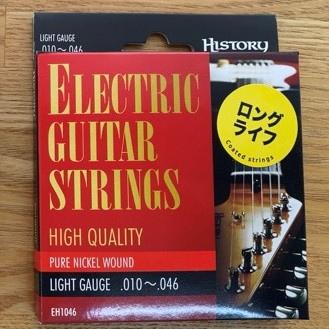 LIGHT GAUGE
.010〜.046
HISTORY
ELECTRIC
GUITAR
STRINGS
ロング
ライフ
Coated strings
HIGH QUALITY
PURE NICKEL WOUND
LIGHT GAUGE .010〜.046
EH1046